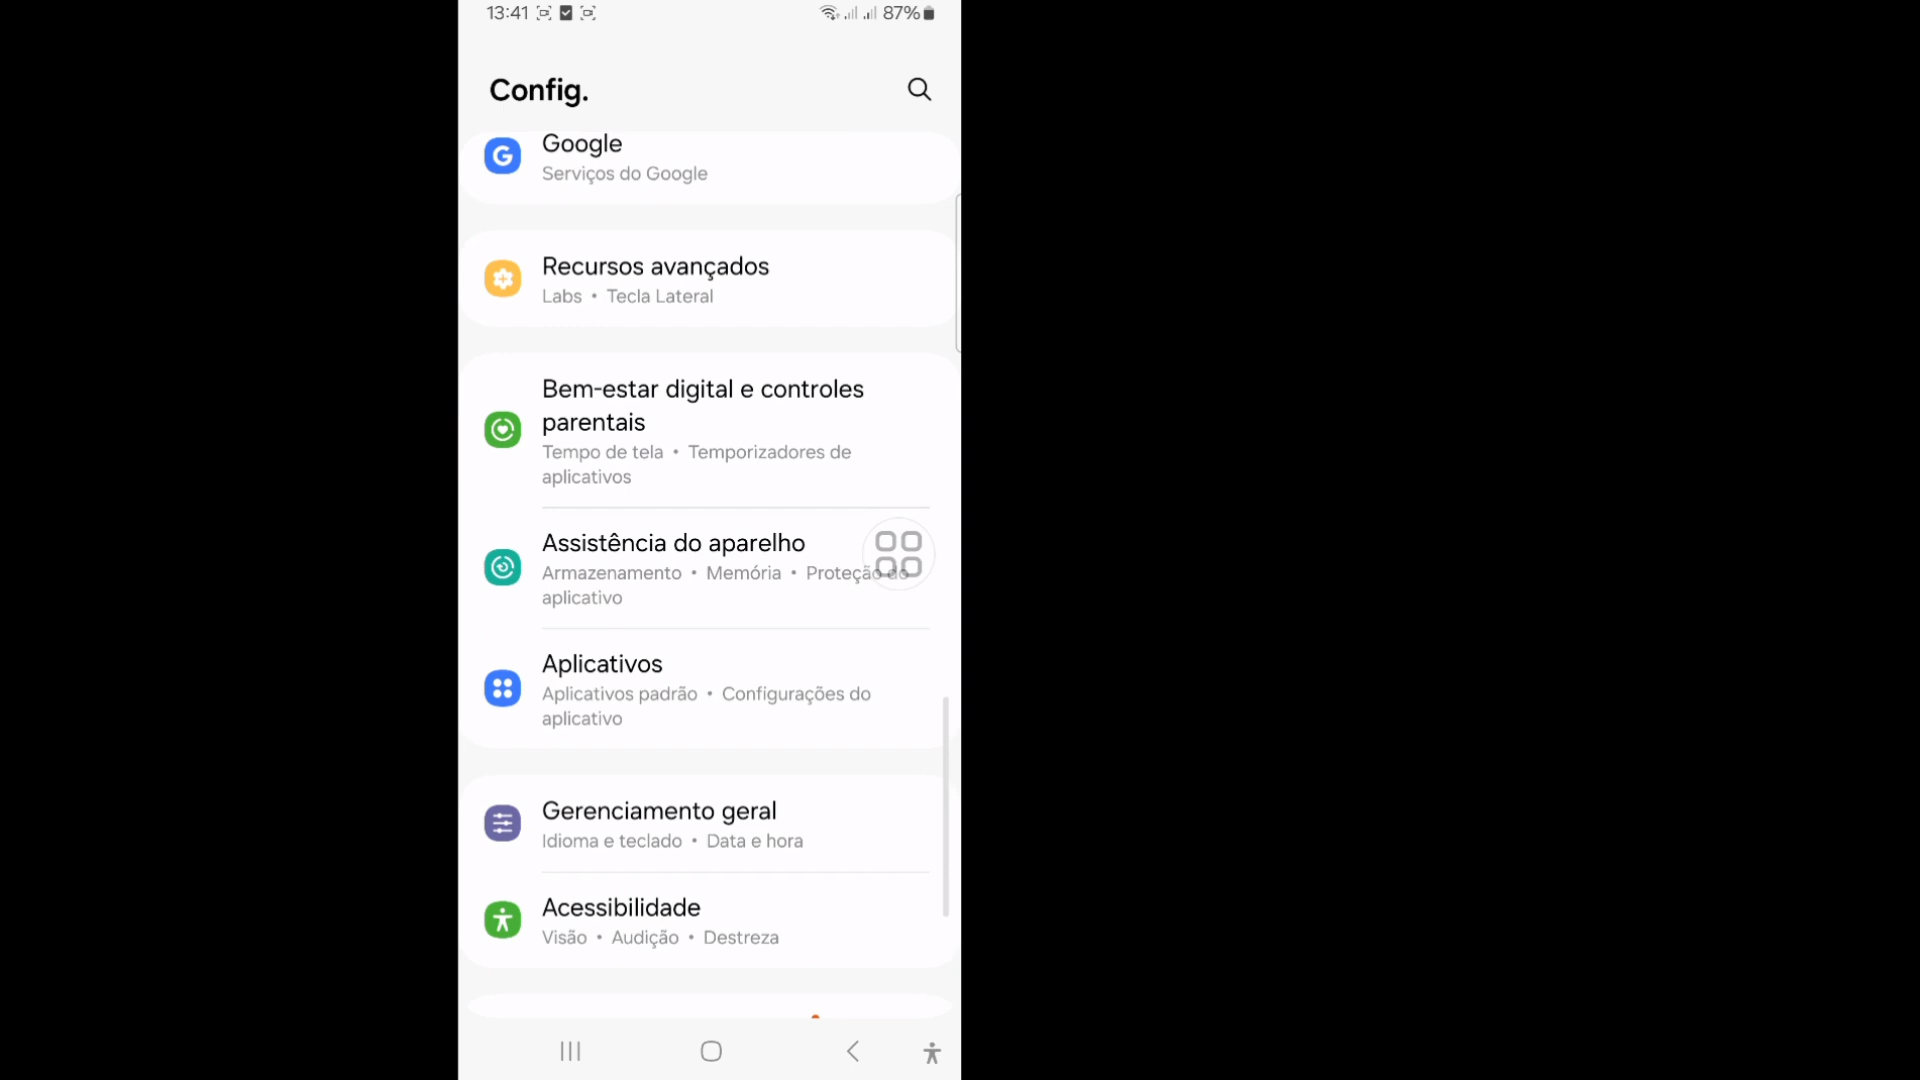 13:41 87%
Config.
Google
Serviços do Google
Recursos avançados
Labs • Tecla Lateral
Bem-estar digital e controles
parentais
Tempo de tela • Temporizadores de
aplicativos
Assistência do aparelho
Armazenamento • Memória • Proteção do
aplicativo
Aplicativos
Aplicativos padrão • Configurações do
aplicativo
Gerenciamento geral
Idioma e teclado • Data e hora
Acessibilidade
Visão • Audição • Destreza